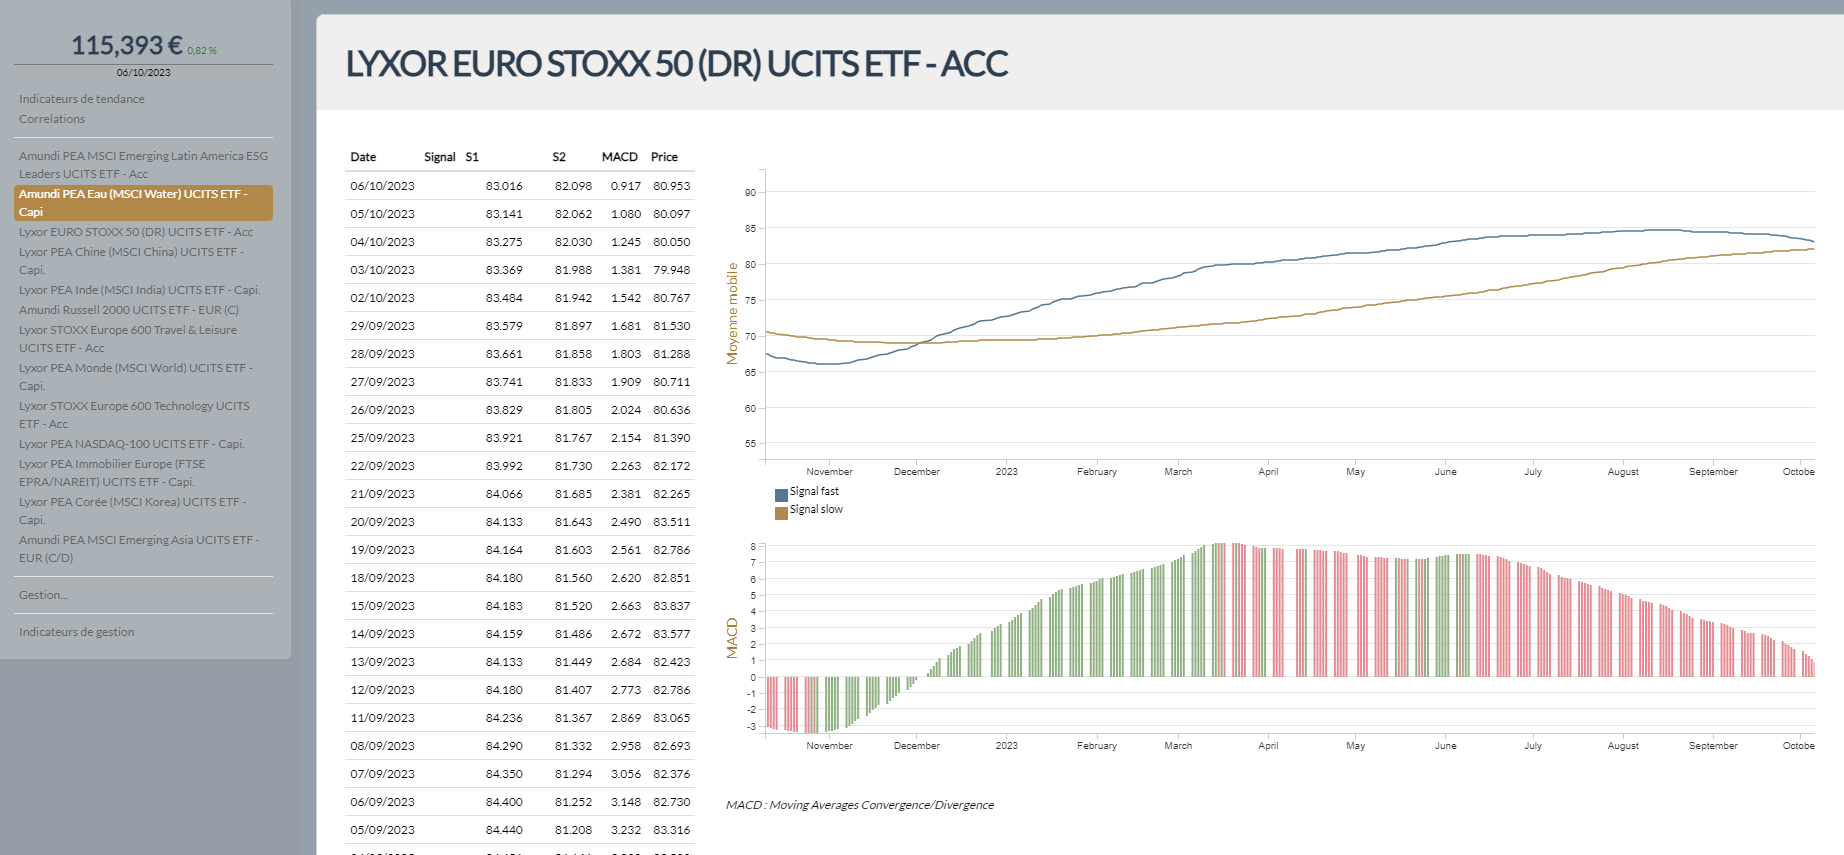 115,393 € 0,82 %
06/10/2023
Indicateurs de tendance
Correlations
Amundi PEA MSCI Emerging Latin America ESG
Leaders UCITS ETF - Acc
Amundi PEA Eau (MSCI Water) UCITS ETF -
Capi
Lyxor EURO STOXX 50 (DR) UCITS ETF - Acc
Lyxor PEA Chine (MSCI China) UCITS ETF -
Capi.
Lyxor PEA Inde (MSCI India) UCITS ETF - Capi.
Amundi Russell 2000 UCITS ETF - EUR (C)
Lyxor STOXX Europe 600 Travel & Leisure
UCITS ETF - Acc
Lyxor PEA Monde (MSCI World) UCITS ETF -
Capi.
Lyxor STOXX Europe 600 Technology UCITS
ETF - Acc
Lyxor PEA NASDAQ-100 UCITS ETF - Capi.
Lyxor PEA Immobilier Europe (FTSE
EPRA/NAREIT) UCITS ETF - Capi.
Lyxor PEA Corée (MSCI Korea) UCITS ETF -
Capi.
Amundi PEA MSCI Emerging Asia UCITS ETF -
EUR (C/D)
Gestion...
Indicateurs de gestion
LYXOR EURO STOXX 50 (DR) UCITS ETF - ACC
Date Signal S1 S2 MACD Price
06/10/2023 83.016 82.098 0.917 80.953
05/10/2023 83.141 82.062 1.080 80.097
04/10/2023 83.275 82.030 1.245 80.050
03/10/2023 83.369 81.988 1.381 79.948
02/10/2023 83.484 81.942 1.542 80.767
29/09/2023 83.579 81.897 1.681 81.530
28/09/2023 83.661 81.858 1.803 81.288
27/09/2023 83.741 81.833 1.909 80.711
26/09/2023 83.829 81.805 2.024 80.636
25/09/2023 83.921 81.767 2.154 81.390
22/09/2023 83.992 81.730 2.263 82.172
21/09/2023 84.066 81.685 2.381 82.265
20/09/2023 84.133 81.643 2.490 83.511
19/09/2023 84.164 81.603 2.561 82.786
18/09/2023 84.180 81.560 2.620 82.851
15/09/2023 84.183 81.520 2.663 83.837
14/09/2023 84.159 81.486 2.672 83.577
13/09/2023 84.133 81.449 2.684 82.423
12/09/2023 84.180 81.407 2.773 82.786
11/09/2023 84.236 81.367 2.869 83.065
08/09/2023 84.290 81.332 2.958 82.693
07/09/2023 84.350 81.294 3.056 82.376
06/09/2023 84.400 81.252 3.148 82.730
05/09/2023 84.440 81.208 3.232 83.316
Moyenne mobile
90
85
80
75
70
65
60
55
November December 2023 February March April May June July August September Octobe
Signal fast
Signal slow
MACD
8
7
6
5
4
3
2
1
0
-1
-2
-3
November December 2023 February March April May June July August September Octobe
MACD : Moving Averages Convergence/Divergence